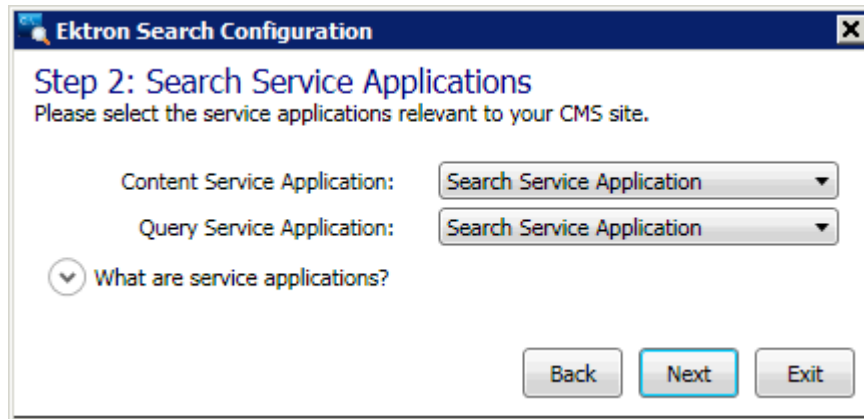 Ektron Search Configuration
Step 2: Search Service Applications
Please select the service applications relevant to your CMS site.
Content Service Application: Search Service Application
Query Service Application: Search Service Application
What are service applications?
Back Next Exit